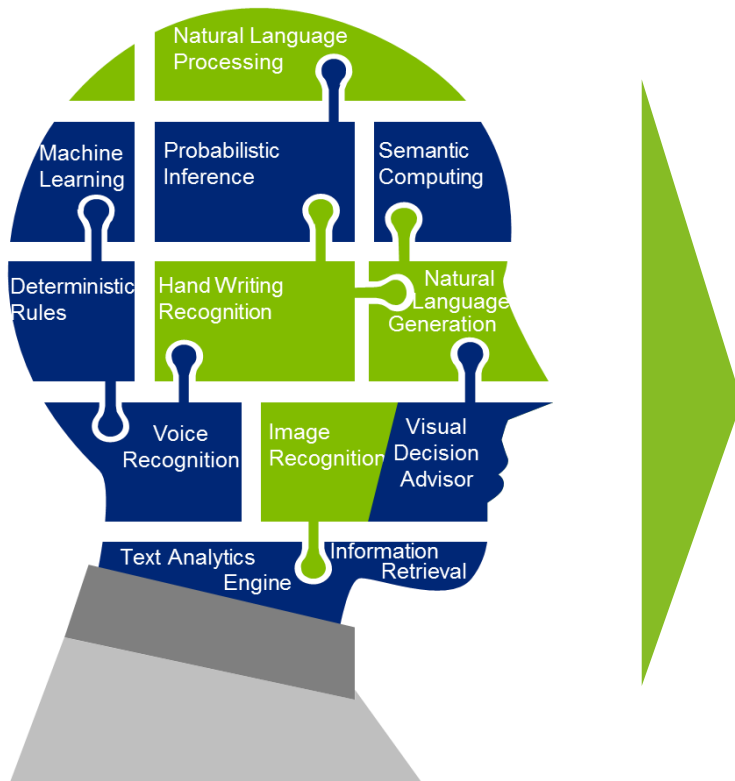 Natural Language
Processing
Machine
Learning
Probabilistic
Inference
Semantic
Computing
Deterministic
Rules
Hand Writing
Recognition
Natural
Language
Generation
Voice
Recognition
Image
Recognition
Visual
Decision
Advisor
Text Analytics
Engine
Information
Retrieval